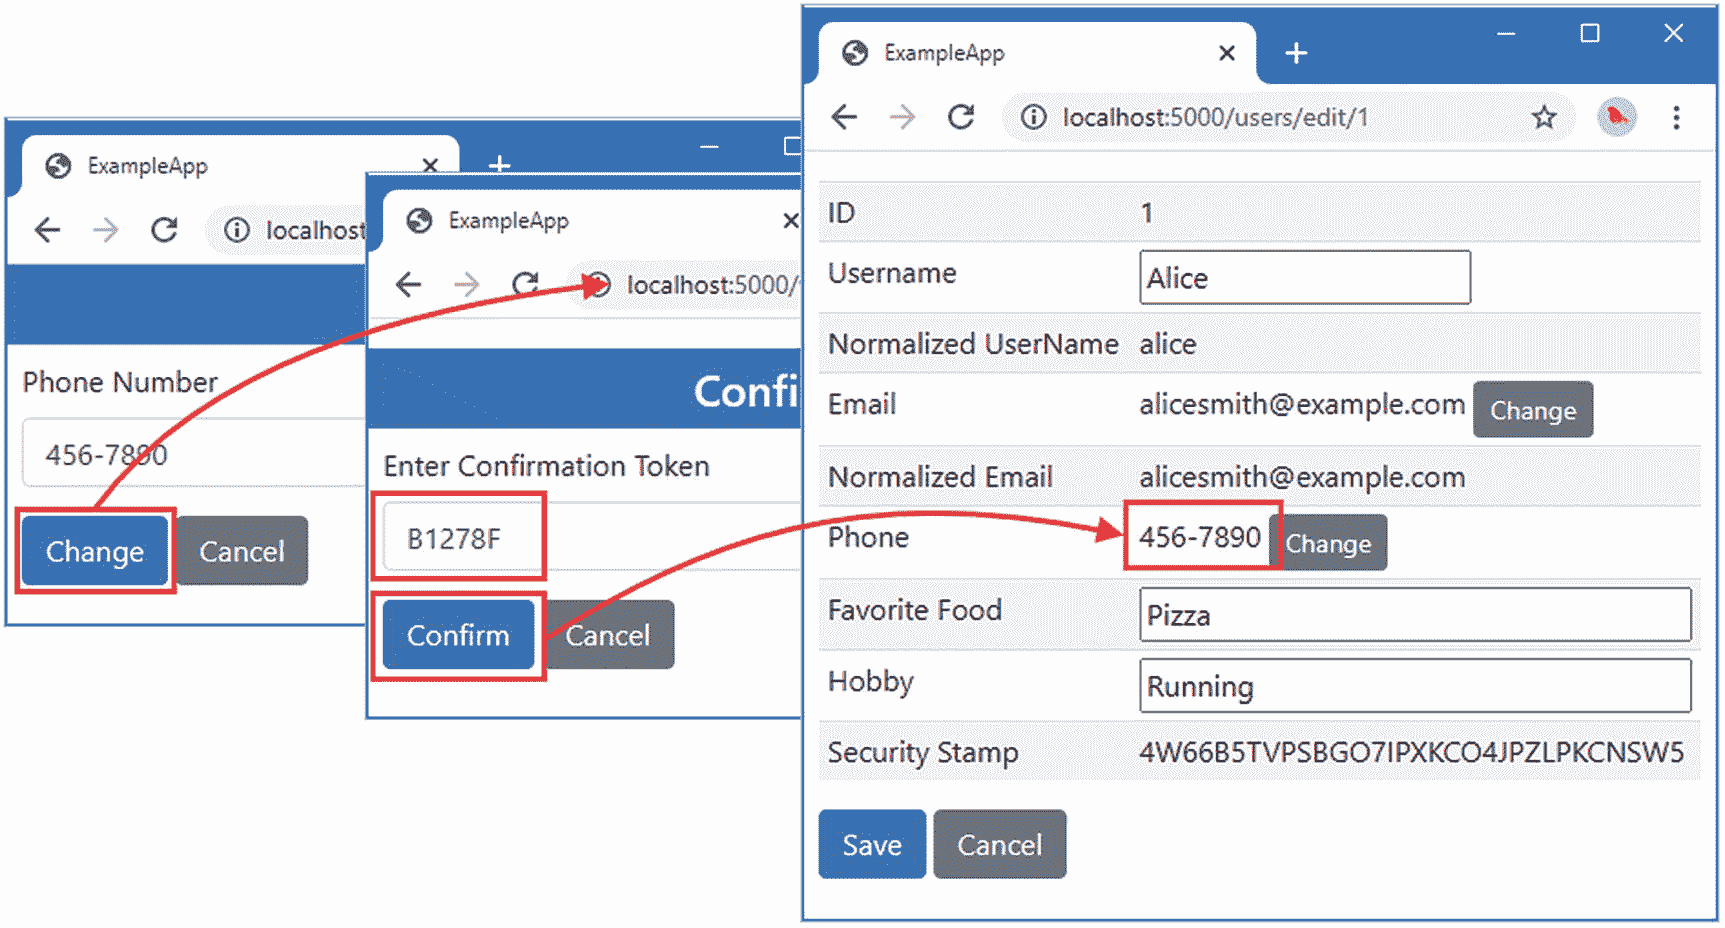 ExampleApp
localhost
Phone Number
456-7890
Change Cancel
ExampleApp
localhost:5000/
Confi
Enter Confirmation Token
B1278F
Confirm Cancel
ExampleApp
localhost:5000/users/edit/1
ID 1
Username Alice
Normalized UserName alice
Email alicesmith@example.com Change
Normalized Email alicesmith@example.com
Phone 456-7890 Change
Favorite Food Pizza
Hobby Running
Security Stamp 4W66B5TVPSBGO7IPXKCO4JPZLPKCNSW5
Save Cancel